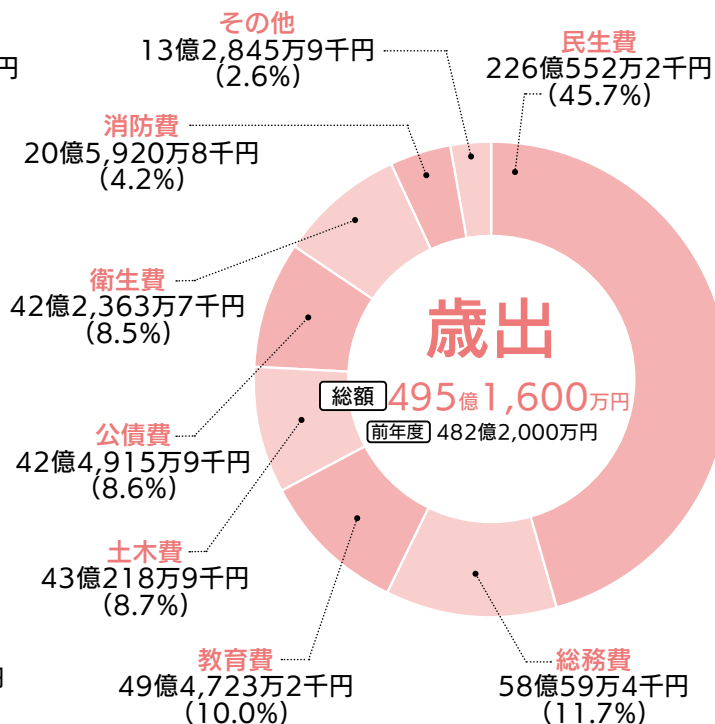 その他
13億2,845万9千円
(2.6%)
民生費
226億552万2千円
(45.7%)
円
消防費
20億5,920万8千円
(4.2%)
衛生費
42億2,363万7千円
(8.5%)
歳出
総額 495億1,600万円
前年度 482億2,000万円
公債費
42億4,915万9千円
(8.6%)
土木費
43億218万9千円
(8.7%)
円
教育費
49億4,723万2千円
(10.0%)
総務費
58億59万4千円
(11.7%)